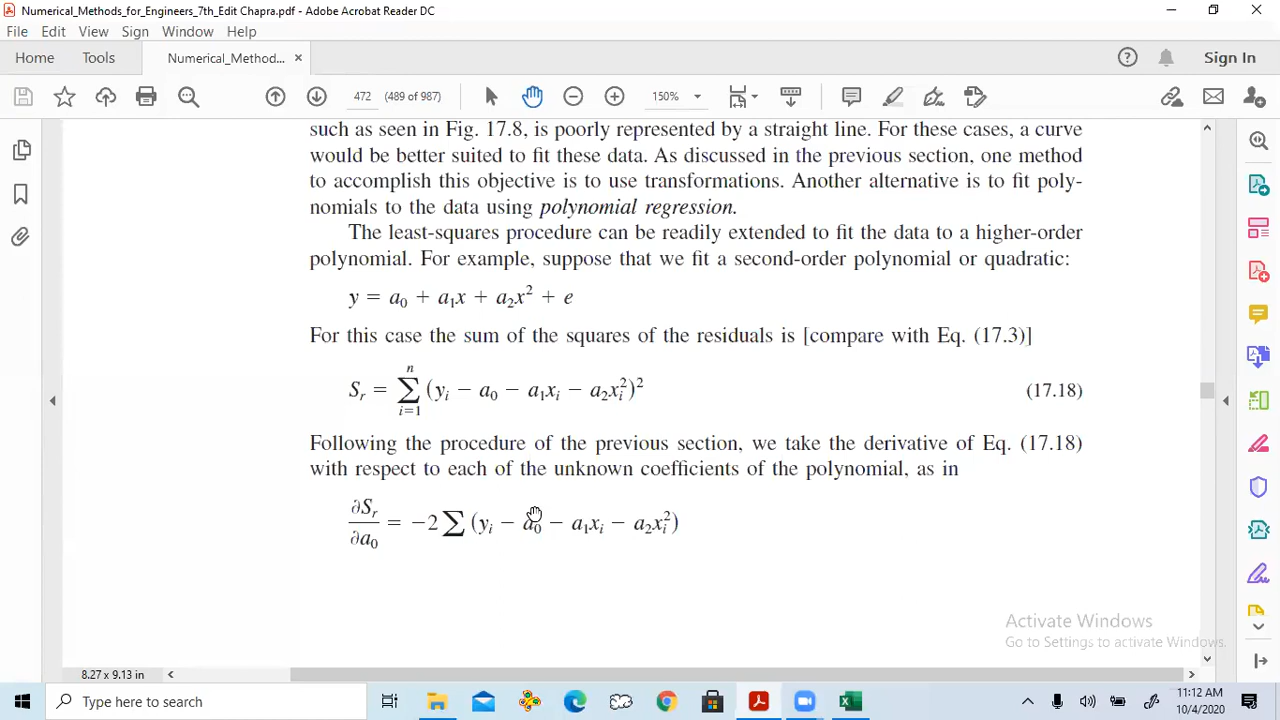 Numerical_Methods_for_Engineers_7th_Edit Chapra.pdf - Adobe Acrobat Reader DC
File Edit View Sign Window Help
Home Tools Numerical_Method... × Sign In
472 (489 of 987) 150%
such as seen in Fig. 17.8, is poorly represented by a straight line. For these cases, a curve
would be better suited to fit these data. As discussed in the previous section, one method
to accomplish this objective is to use transformations. Another alternative is to fit poly-
nomials to the data using polynomial regression.
The least-squares procedure can be readily extended to fit the data to a higher-order
polynomial. For example, suppose that we fit a second-order polynomial or quadratic:
y = a₀ + a₁x + a₂x² + e
For this case the sum of the squares of the residuals is [compare with Eq. (17.3)]
Sᵣ = ∑ᵢ₌₁ⁿ (yᵢ − a₀ − a₁xᵢ − a₂xᵢ²)² (17.18)
Following the procedure of the previous section, we take the derivative of Eq. (17.18)
with respect to each of the unknown coefficients of the polynomial, as in
∂Sᵣ/∂a₀ = −2 ∑ (yᵢ − a₀ − a₁xᵢ − a₂xᵢ²)
Activate Windows
Go to Settings to activate Windows.
8.27 x 9.13 in
Type here to search
11:12 AM
10/4/2020